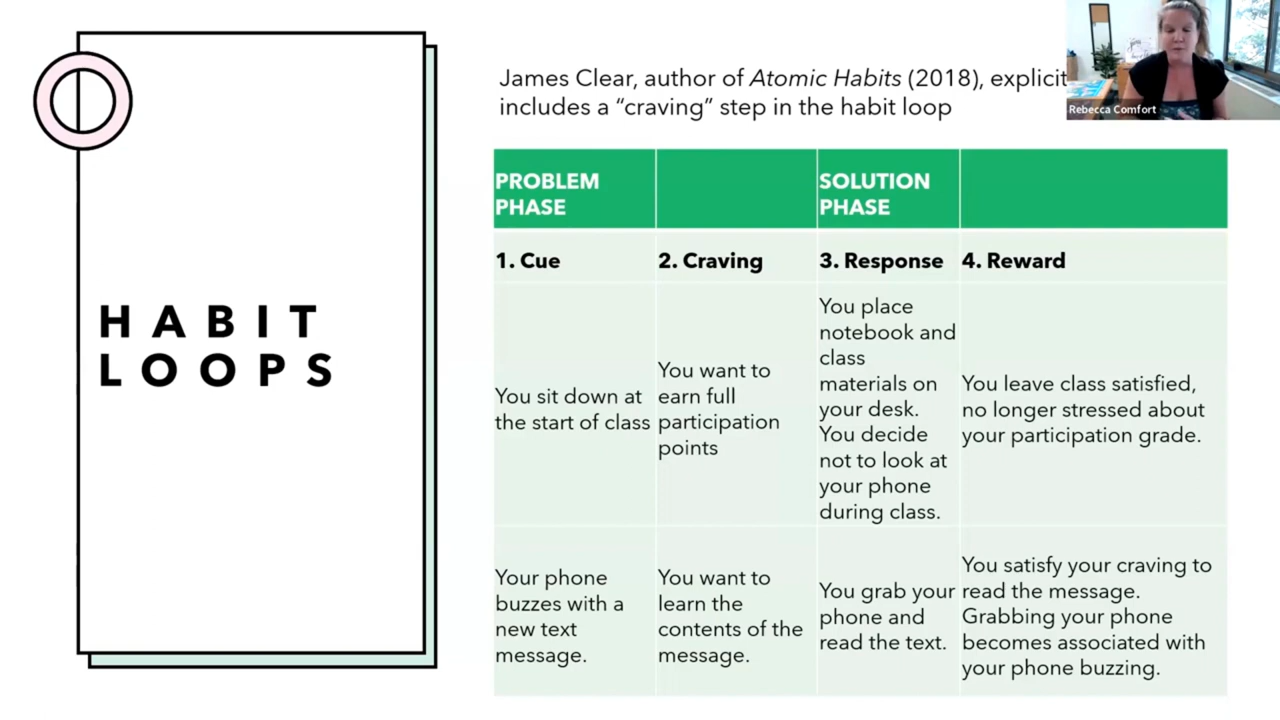 HABIT
LOOPS
James Clear, author of Atomic Habits (2018), explicit
includes a “craving” step in the habit loop
Rebecca Comfort
PROBLEM
PHASE
SOLUTION
PHASE
1. Cue
2. Craving
3. Response
4. Reward
You sit down at
the start of class
You want to
earn full
participation
points
You place
notebook and
class
materials on
your desk.
You decide
not to look at
your phone
during class.
You leave class satisfied,
no longer stressed about
your participation grade.
Your phone
buzzes with a
new text
message.
You want to
learn the
contents of the
message.
You grab your
phone and
read the text.
You satisfy your craving to
read the message.
Grabbing your phone
becomes associated with
your phone buzzing.